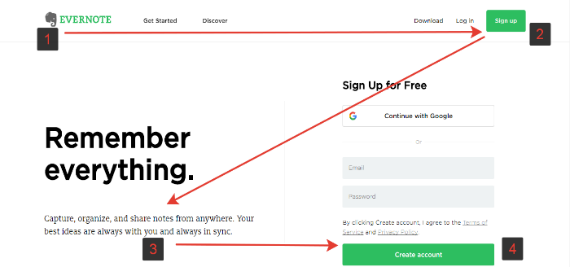 EVERNOTE Get Started Discover Download Log in Sign up
1 2
Sign Up for Free
Continue with Google
or
Remember
everything.
Email
Password
Capture, organize, and share notes from anywhere. Your
best ideas are always with you and always in sync.
By clicking Create account, I agree to the Terms of
Service and Privacy Policy.
3 4
Create account